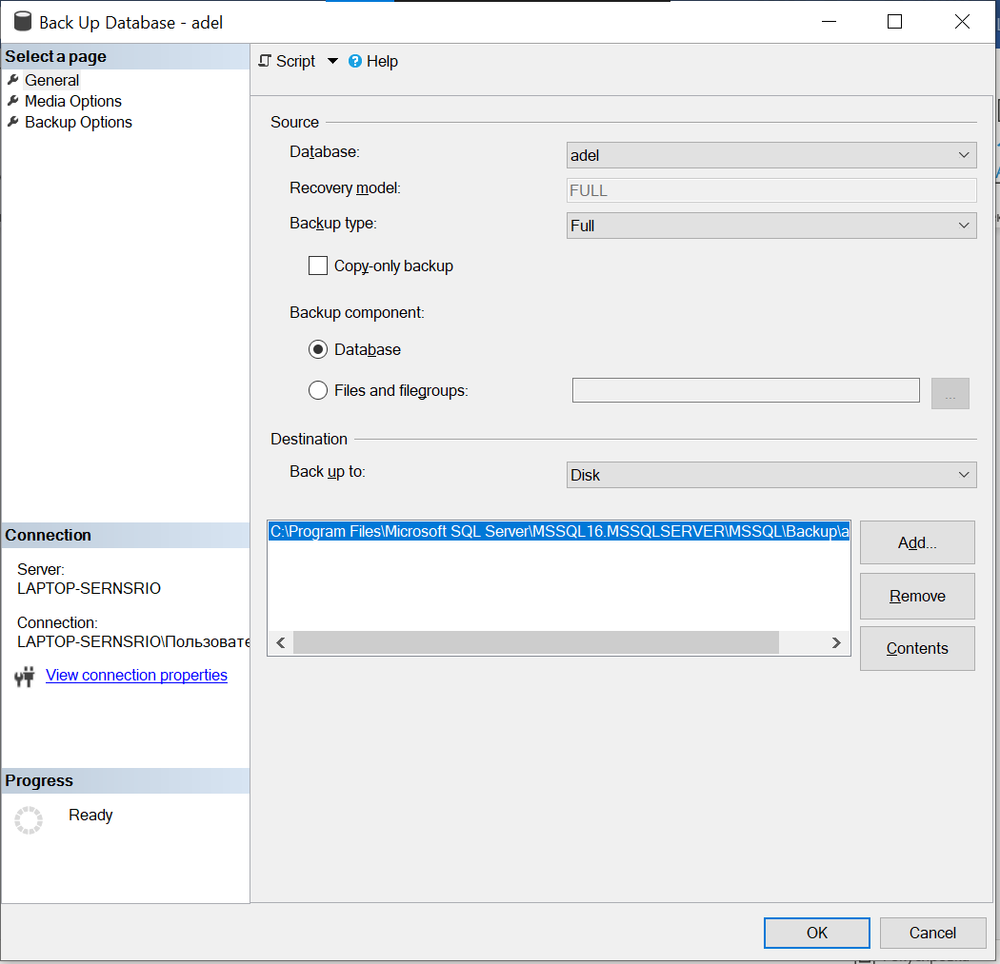 Back Up Database - adel
Select a page
General
Media Options
Backup Options
Script
Help
Source
Database:
adel
Recovery model:
FULL
Backup type:
Full
Copy-only backup
Backup component:
Database
Files and filegroups:
...
Destination
Back up to:
Disk
C:\Program Files\Microsoft SQL Server\MSSQL16.MSSQLSERVER\MSSQL\Backup\a
Add...
Remove
Contents
Connection
Server:
LAPTOP-SERNSRIO
Connection:
LAPTOP-SERNSRIO\Пользовате
View connection properties
Progress
Ready
OK
Cancel